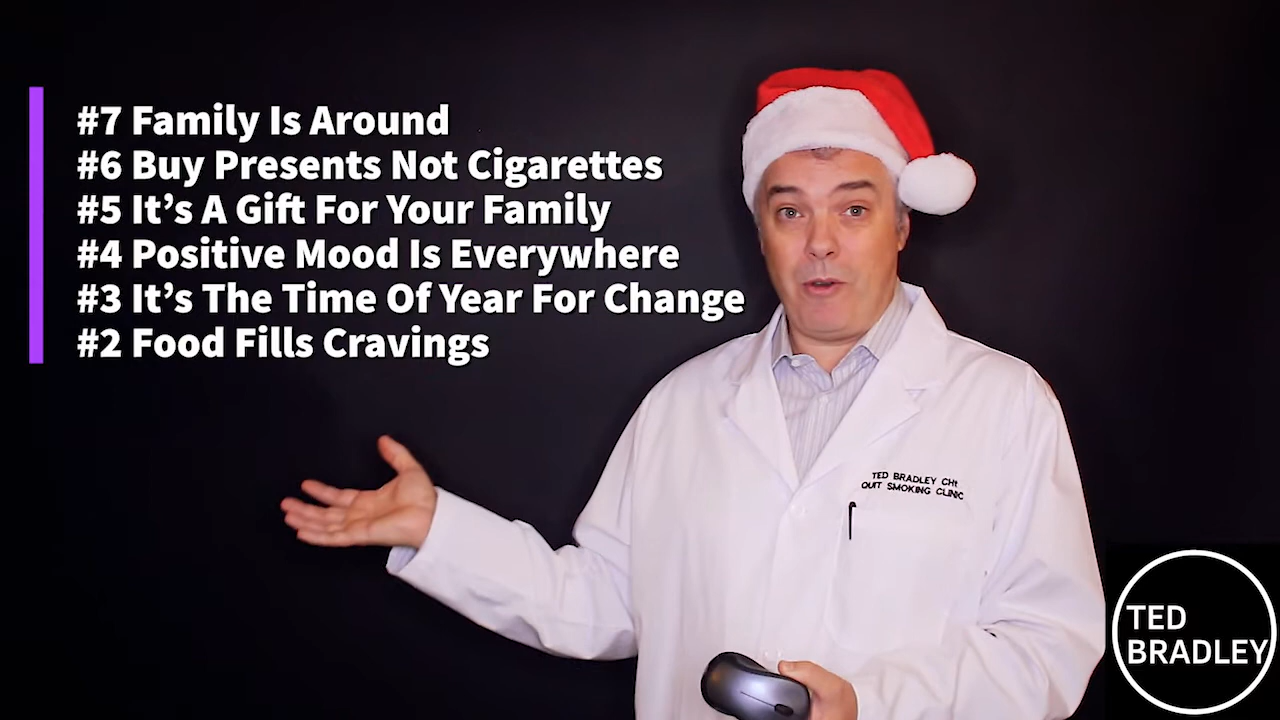 #7 Family Is Around
#6 Buy Presents Not Cigarettes
#5 It’s A Gift For Your Family
#4 Positive Mood Is Everywhere
#3 It’s The Time Of Year For Change
#2 Food Fills Cravings
TED BRADLEY CHt
QUIT SMOKING CLINIC
TED
BRADLEY